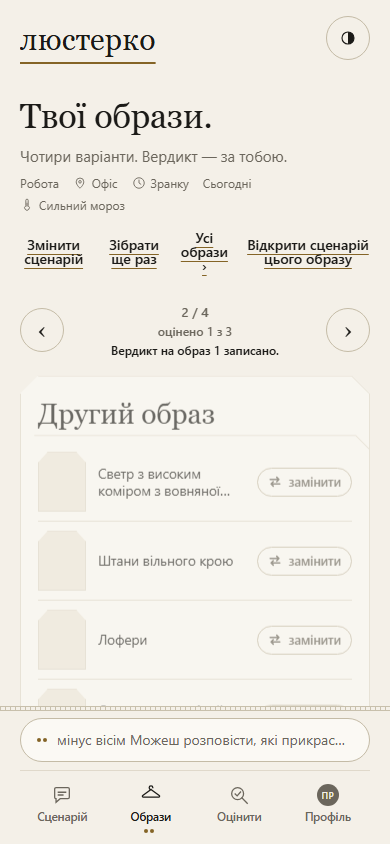 люстерко
Твої образи.
Чотири варіанти. Вердикт — за тобою.
Робота Офіс Зранку Сьогодні
Сильний мороз
Змінити сценарій
Зібрати ще раз
Усі образи ›
Відкрити сценарій цього образу
‹ 2 / 4 ›
оцінено 1 з 3
Вердикт на образ 1 записано.
Другий образ
Светр з високим
коміром з вовняної...
замінити
Штани вільного крою
замінити
Лофери
замінити
мінус вісім Можеш розповісти, які прикрас...
Сценарій
Образи
Оцінити
ПР
Профіль